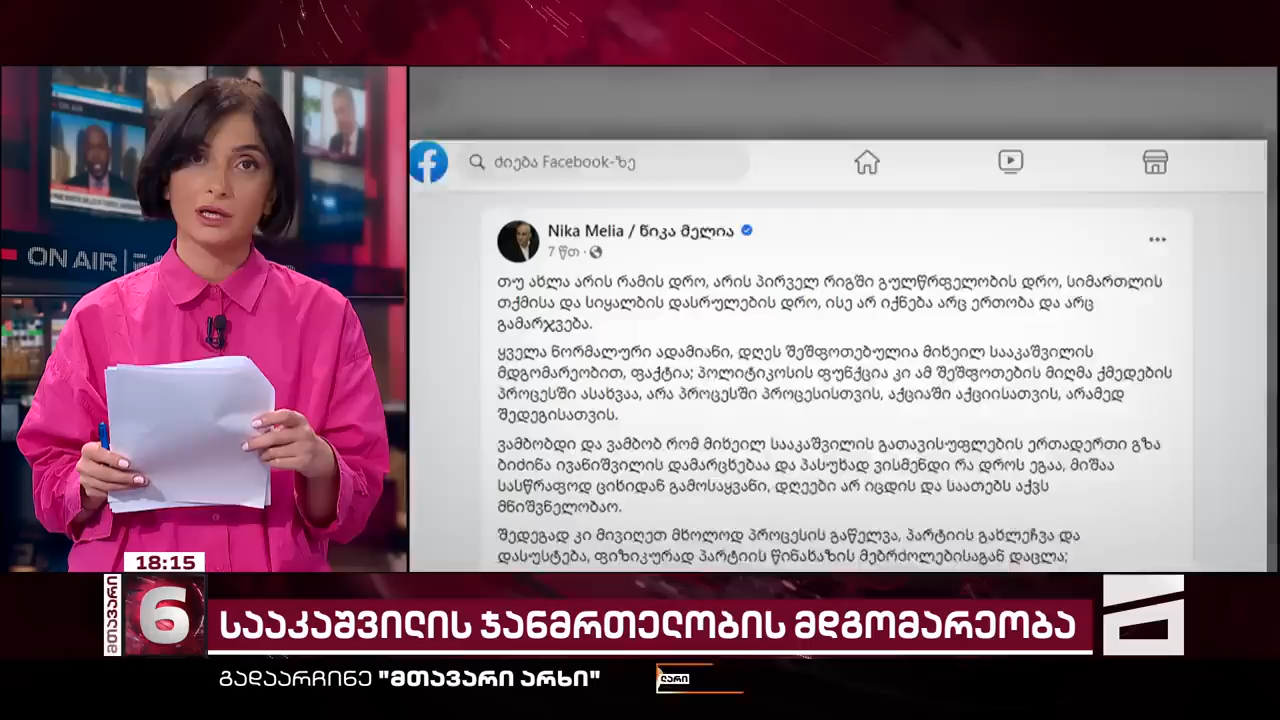 ON AIR
ძიება Facebook-ზე
Nika Melia / ნიკა მელია
7 წთ ·
თუ ახლა არის რამის დრო, არის პირველ რიგში გულწრფელობის დრო, სიმართლის
თქმისა და სიყალბის დასრულების დრო, ისე არ იქნება არც ერთობა და არც
გამარჯვება.
ყველა ნორმალური ადამიანი, დღეს შეშფოთებულია მიხეილ სააკაშვილის
მდგომარეობით, ფაქტია; პოლიტიკოსის ფუნქცია კი ამ შეშფოთების მიღმა ქმედების
პროცესში ასახვაა, არა პროცესში პროცესისთვის, აქციაში აქციისათვის, არამედ
შედეგისათვის.
ვამბობდი და ვამბობ რომ მიხეილ სააკაშვილის გათავისუფლების ერთადერთი გზა
ბიძინა ივანიშვილის დამარცხებაა და პასუხად ვისმენდი რა დროს ეგაა, მიშაა
სასწრაფოდ ციხიდან გამოსაყვანი, დღეები არ იცდის და საათებს აქვს
მნიშვნელობაო.
შედეგად კი მივიღეთ მხოლოდ პროცესის გაწელვა, პარტიის გახლეჩვა და
დასუსტება, ფიზიკურად პარტიის წინახაზის მებრძოლებისაგან დაცლა;
18:15
მთავარი
6
სააკაშვილის ჯანმრთელობის მდგომარეობა
გადაარჩინე "მთავარი არხი"
ლარი